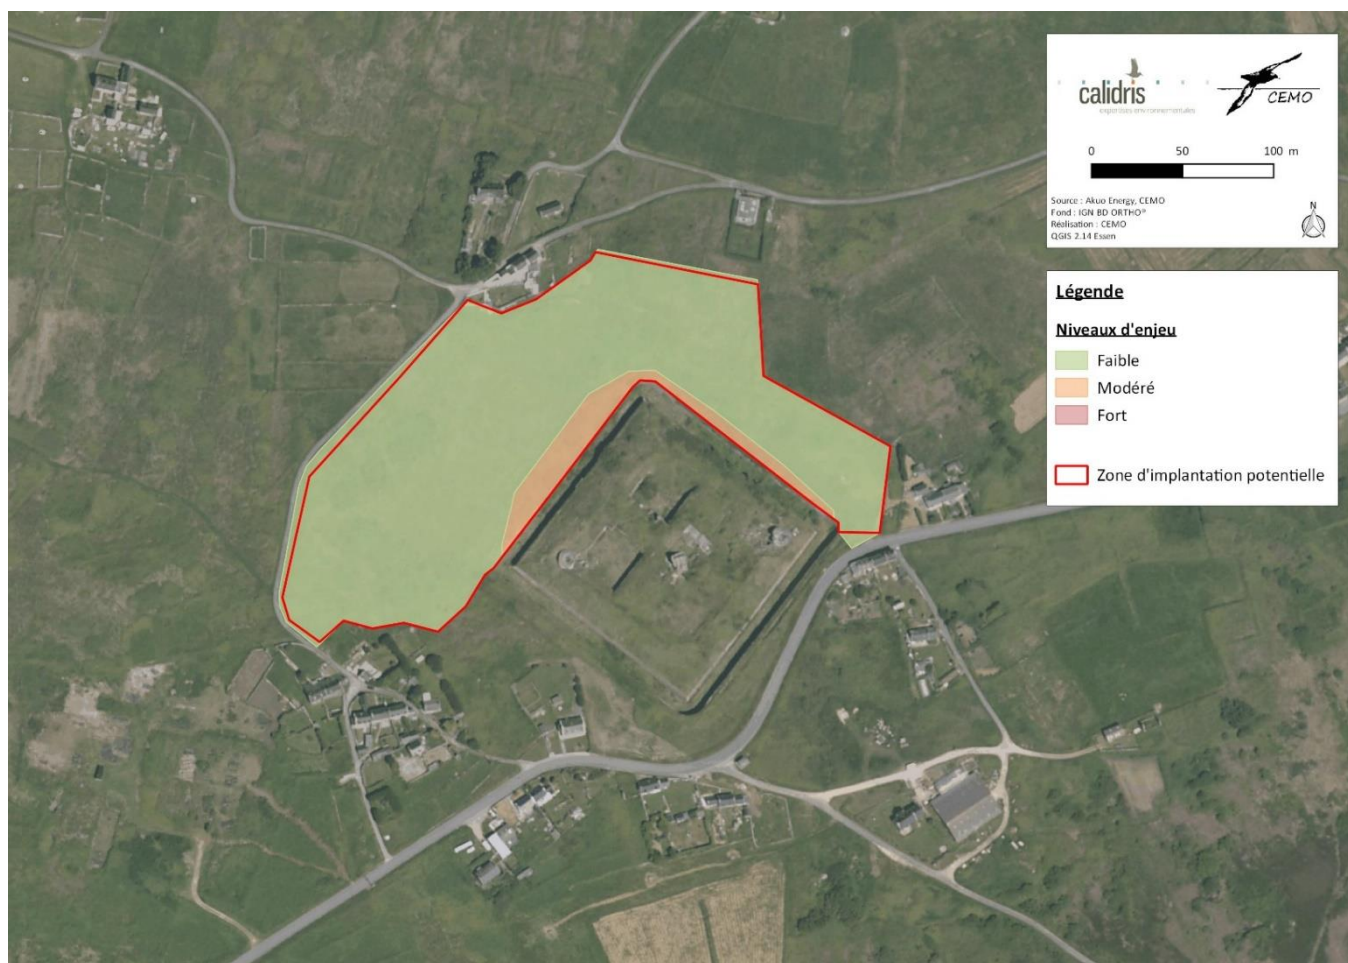 calidris
expertises environnementales
CEMO
0 50 100 m
Source : Akuo Energy, CEMO
Fond : IGN BD ORTHO®
Réalisation : CEMO
QGIS 2.14 Essen
N
Légende
Niveaux d'enjeu
Faible
Modéré
Fort
Zone d'implantation potentielle